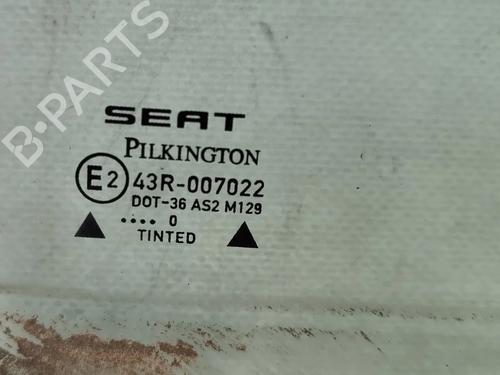 B-PARTS
SEAT
PILKINGTON
E2 43R-007022
DOT-36 AS2 M129
.... 0
TINTED